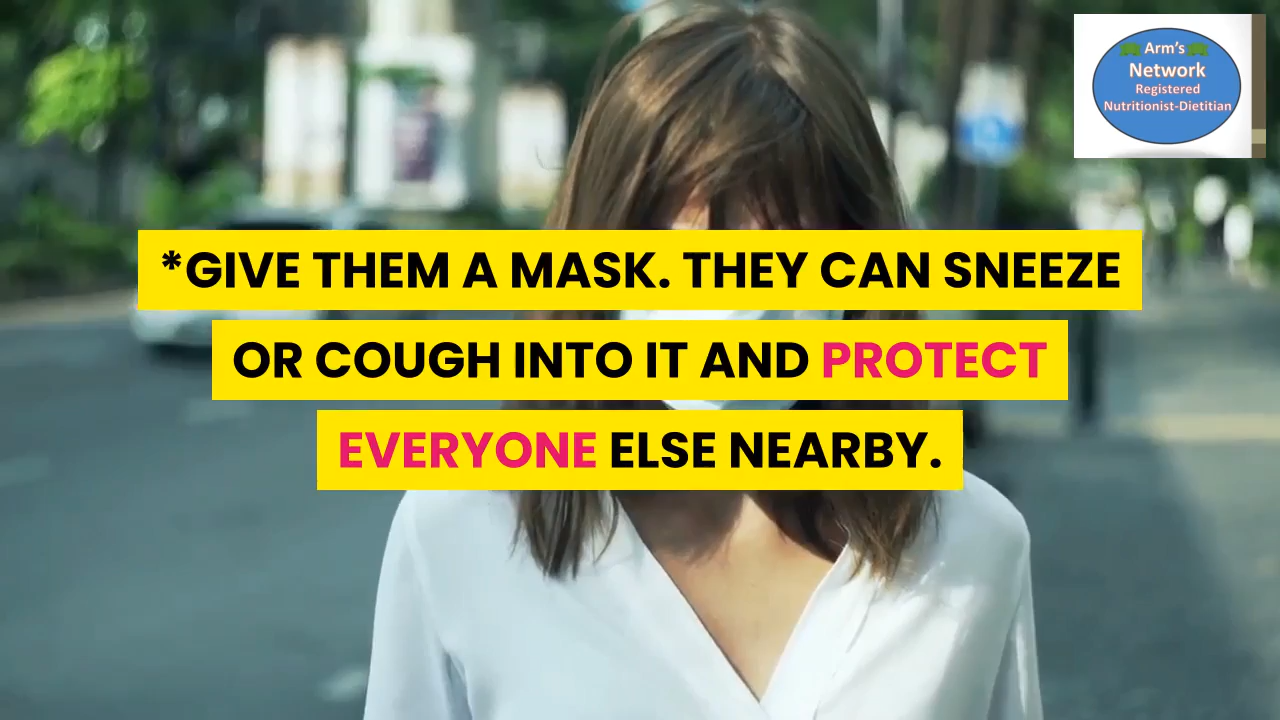 Arm's
Network
Registered
Nutritionist-Dietitian
*GIVE THEM A MASK. THEY CAN SNEEZE
OR COUGH INTO IT AND PROTECT
EVERYONE ELSE NEARBY.